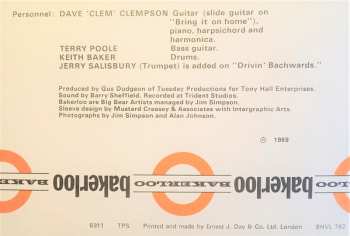 Personnel: DAVE 'CLEM' CLEMPSON Guitar (slide guitar on
"Bring it on home"),
piano, harpsichord and
harmonica.
TERRY POOLE Bass guitar.
KEITH BAKER Drums.
JERRY SALISBURY (Trumpet) is added on "Drivin' Bachwards."
Produced by Gus Dudgeon of Tuesday Productions for Tony Hall Enterprises.
Sound by Barry Sheffield. Recorded at Trident Studios.
Bakerloo are Big Bear Artists managed by Jim Simpson.
Sleeve design by Mustard Creasey & Associates with Intergraphic Arts.
Photographs by Jim Simpson and Alan Johnson.
℗ 1969
bakerloo BAKERLOO bakerloo BAKERLOO
6911 TPS Printed and made by Ernest J. Day & Co. Ltd. London SHVL 762